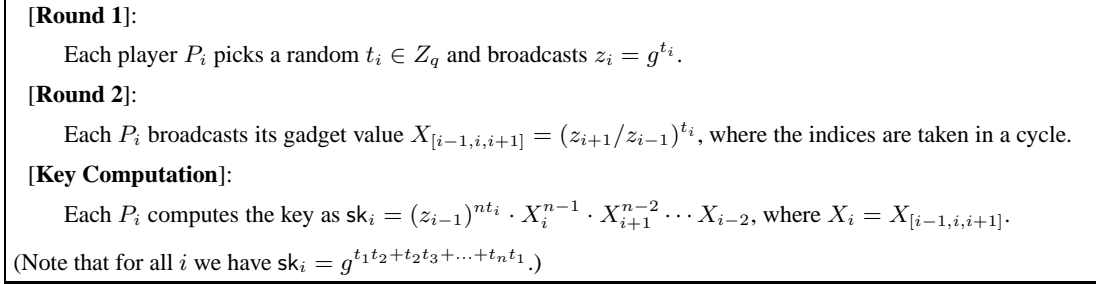 [Round 1]:
Each player P_i picks a random t_i ∈ Z_q and broadcasts z_i = g^{t_i}.
[Round 2]:
Each P_i broadcasts its gadget value X_{[i−1,i,i+1]} = (z_{i+1}/z_{i−1})^{t_i}, where the indices are taken in a cycle.
[Key Computation]:
Each P_i computes the key as sk_i = (z_{i−1})^{nt_i} · X_i^{n−1} · X_{i+1}^{n−2} ⋯ X_{i−2}, where X_i = X_{[i−1,i,i+1]}.
(Note that for all i we have sk_i = g^{t_1t_2+t_2t_3+...+t_nt_1}.)